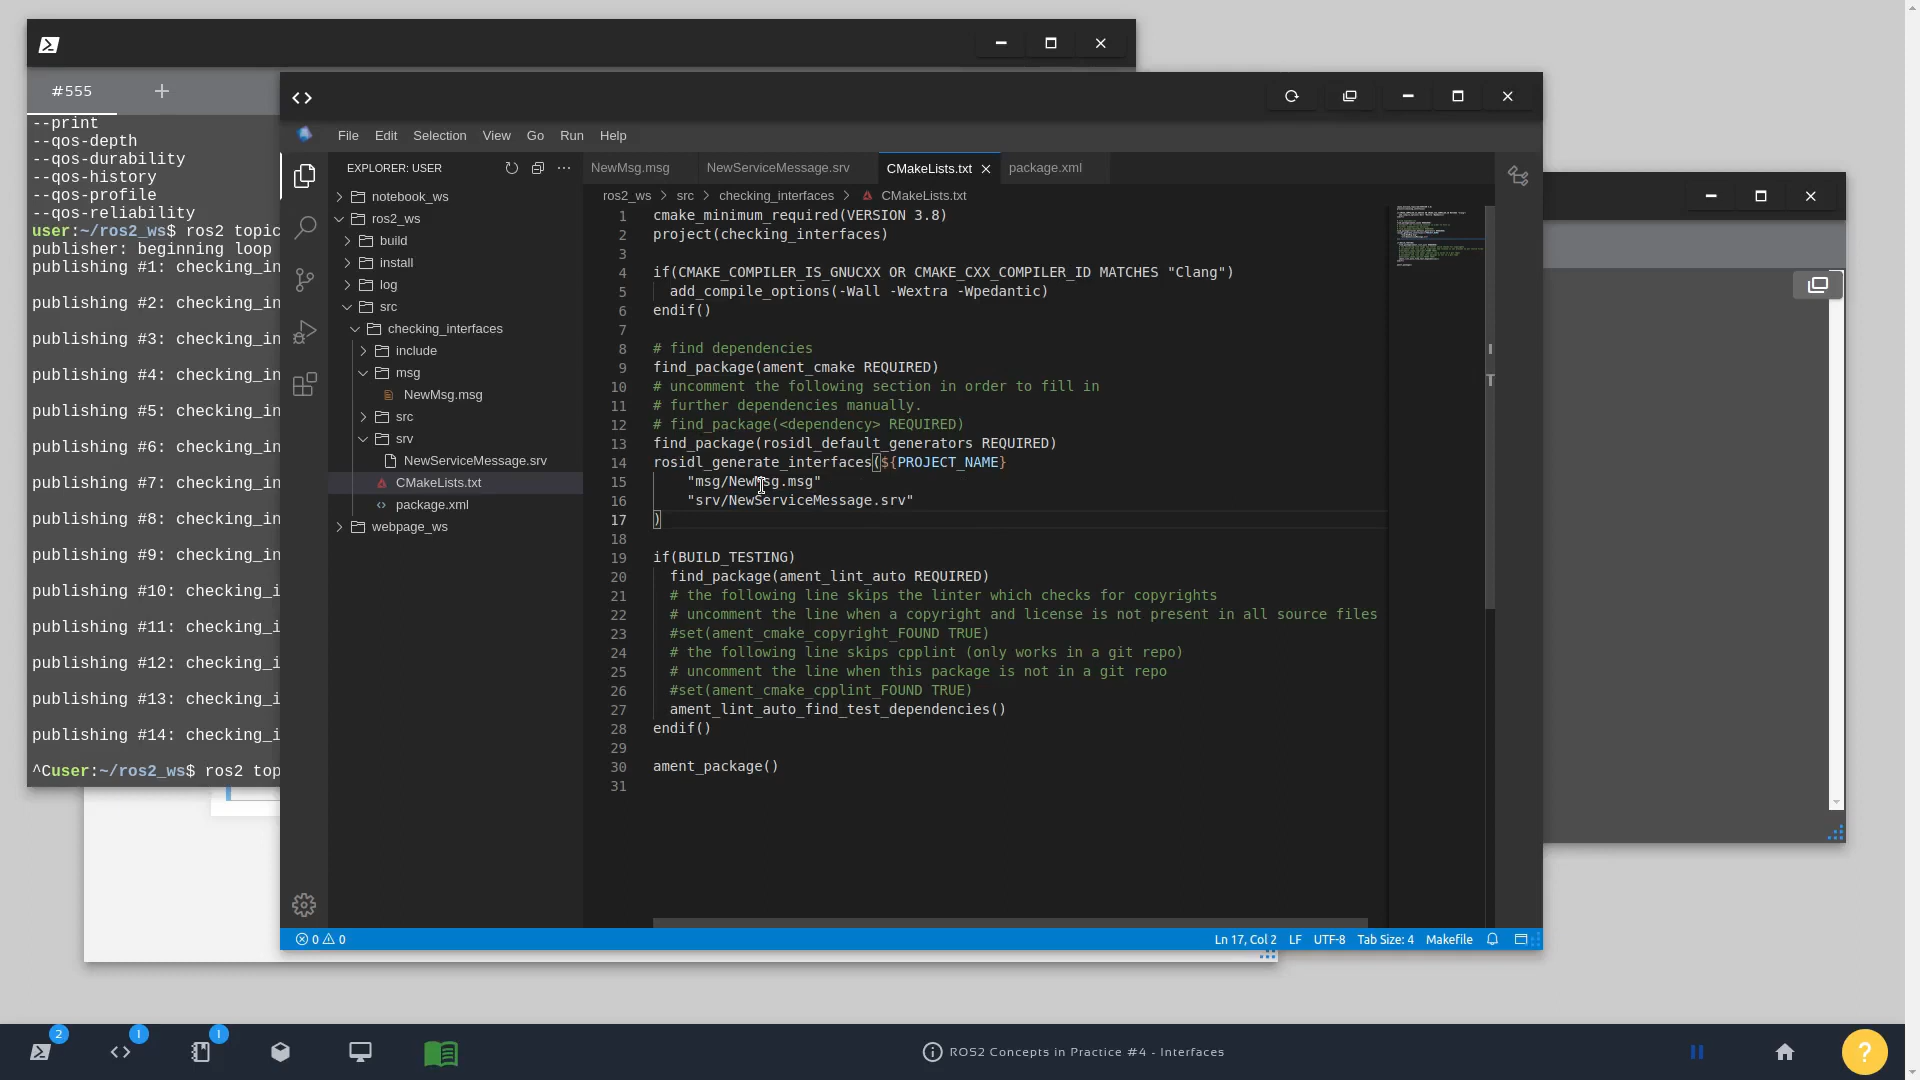 #555
--print
--qos-depth
--qos-durability
--qos-history
--qos-profile
--qos-reliability
user:~/ros2_ws$ ros2 topic
publisher: beginning loop
publishing #1: checking_in
publishing #2: checking_in
publishing #3: checking_in
publishing #4: checking_in
publishing #5: checking_in
publishing #6: checking_in
publishing #7: checking_in
publishing #8: checking_in
publishing #9: checking_in
publishing #10: checking_i
publishing #11: checking_i
publishing #12: checking_i
publishing #13: checking_i
publishing #14: checking_i
^Cuser:~/ros2_ws$ ros2 top
File Edit Selection View Go Run Help
EXPLORER: USER
notebook_ws
ros2_ws
build
install
log
src
checking_interfaces
include
msg
NewMsg.msg
src
srv
NewServiceMessage.srv
CMakeLists.txt
package.xml
webpage_ws
NewMsg.msg NewServiceMessage.srv CMakeLists.txt package.xml
ros2_ws > src > checking_interfaces > CMakeLists.txt
1 cmake_minimum_required(VERSION 3.8)
2 project(checking_interfaces)
3
4 if(CMAKE_COMPILER_IS_GNUCXX OR CMAKE_CXX_COMPILER_ID MATCHES "Clang")
5 add_compile_options(-Wall -Wextra -Wpedantic)
6 endif()
7
8 # find dependencies
9 find_package(ament_cmake REQUIRED)
10 # uncomment the following section in order to fill in
11 # further dependencies manually.
12 # find_package(<dependency> REQUIRED)
13 find_package(rosidl_default_generators REQUIRED)
14 rosidl_generate_interfaces(${PROJECT_NAME}
15 "msg/NewMsg.msg"
16 "srv/NewServiceMessage.srv"
17 )
18
19 if(BUILD_TESTING)
20 find_package(ament_lint_auto REQUIRED)
21 # the following line skips the linter which checks for copyrights
22 # uncomment the line when a copyright and license is not present in all source files
23 #set(ament_cmake_copyright_FOUND TRUE)
24 # the following line skips cpplint (only works in a git repo)
25 # uncomment the line when this package is not in a git repo
26 #set(ament_cmake_cpplint_FOUND TRUE)
27 ament_lint_auto_find_test_dependencies()
28 endif()
29
30 ament_package()
31
0 0
Ln 17, Col 2 LF UTF-8 Tab Size: 4 Makefile
2 1 1
ROS2 Concepts in Practice #4 - Interfaces
?